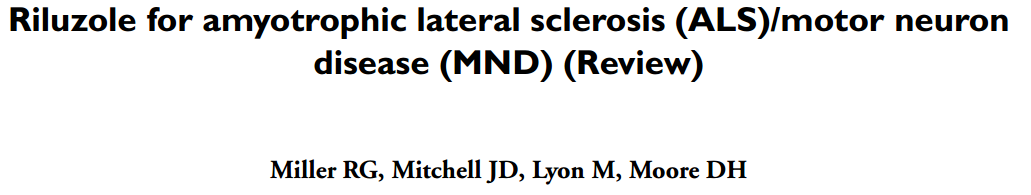 Riluzole for amyotrophic lateral sclerosis (ALS)/motor neuron
disease (MND) (Review)
Miller RG, Mitchell JD, Lyon M, Moore DH